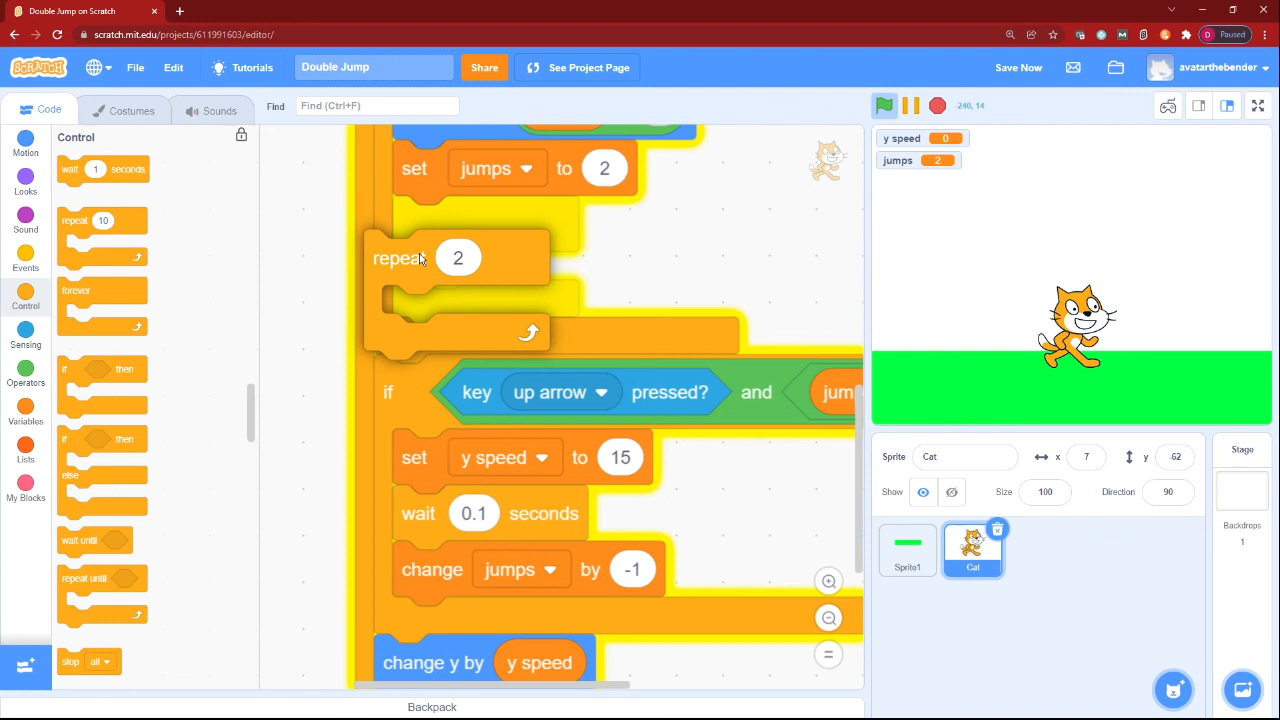 Double Jump on Scratch
scratch.mit.edu/projects/611991603/editor/
D Paused
SCRATCH File Edit Tutorials Double Jump Share See Project Page Save Now avatarthebender
Code Costumes Sounds Find Find (Ctrl+F) -240, 14
Motion
Looks
Sound
Events
Control
Sensing
Operators
Variables
Lists
My Blocks
Control
wait 1 seconds
repeat 10
forever
if then
if then
else
wait until
repeat until
stop all
set jumps to 2
repeat 2
if key up arrow pressed? and
set y speed to 15
wait 0.1 seconds
change jumps by -1
change y by y speed
Backpack
y speed 0
jumps 2
Sprite Cat x 7 y -62
Show Size 100 Direction 90
Sprite1
Cat
Stage
Backdrops
1